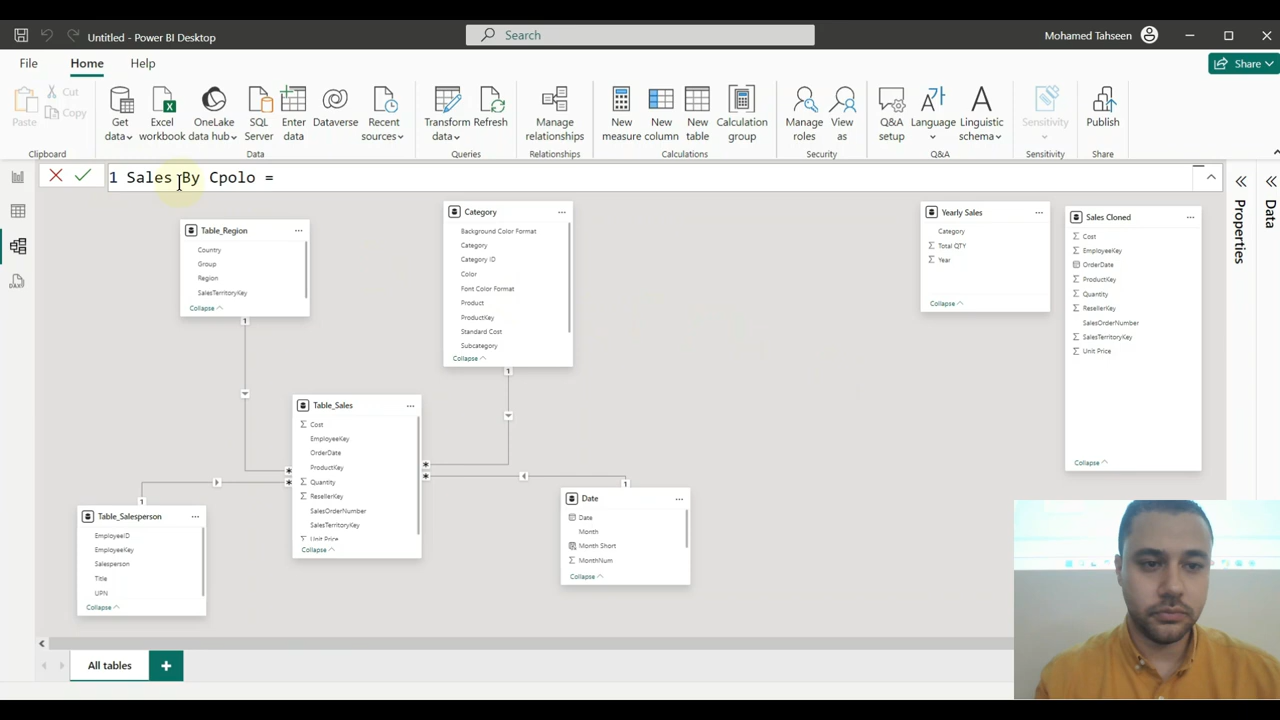 Untitled - Power BI Desktop
Search
Mohamed Tahseen
File
Home
Help
Share
Paste
Cut
Copy
Get data
Excel workbook
OneLake data hub
SQL Server
Enter data
Dataverse
Recent sources
Transform data
Refresh
Manage relationships
New measure
New column
New table
Calculation group
Manage roles
View as
Q&A setup
Language
Linguistic schema
Sensitivity
Publish
Clipboard
Data
Queries
Relationships
Calculations
Security
Q&A
Sensitivity
Share
1 Sales By Cpolo =
Properties
Data
Table_Region
Country
Group
Region
SalesTerritoryKey
Collapse
1
Category
Background Color Format
Category
Category ID
Color
Font Color Format
Product
ProductKey
Standard Cost
Subcategory
Collapse
1
Yearly Sales
Category
Total QTY
Year
Collapse
Sales Cloned
Cost
EmployeeKey
OrderDate
ProductKey
Quantity
ResellerKey
SalesOrderNumber
SalesTerritoryKey
Unit Price
Collapse
Table_Sales
Cost
EmployeeKey
OrderDate
ProductKey
Quantity
ResellerKey
SalesOrderNumber
SalesTerritoryKey
Unit Price
Collapse
*
*
*
*
1
Table_Salesperson
EmployeeID
EmployeeKey
Salesperson
Title
UPN
Collapse
1
Date
Date
Month
Month Short
MonthNum
Collapse
All tables